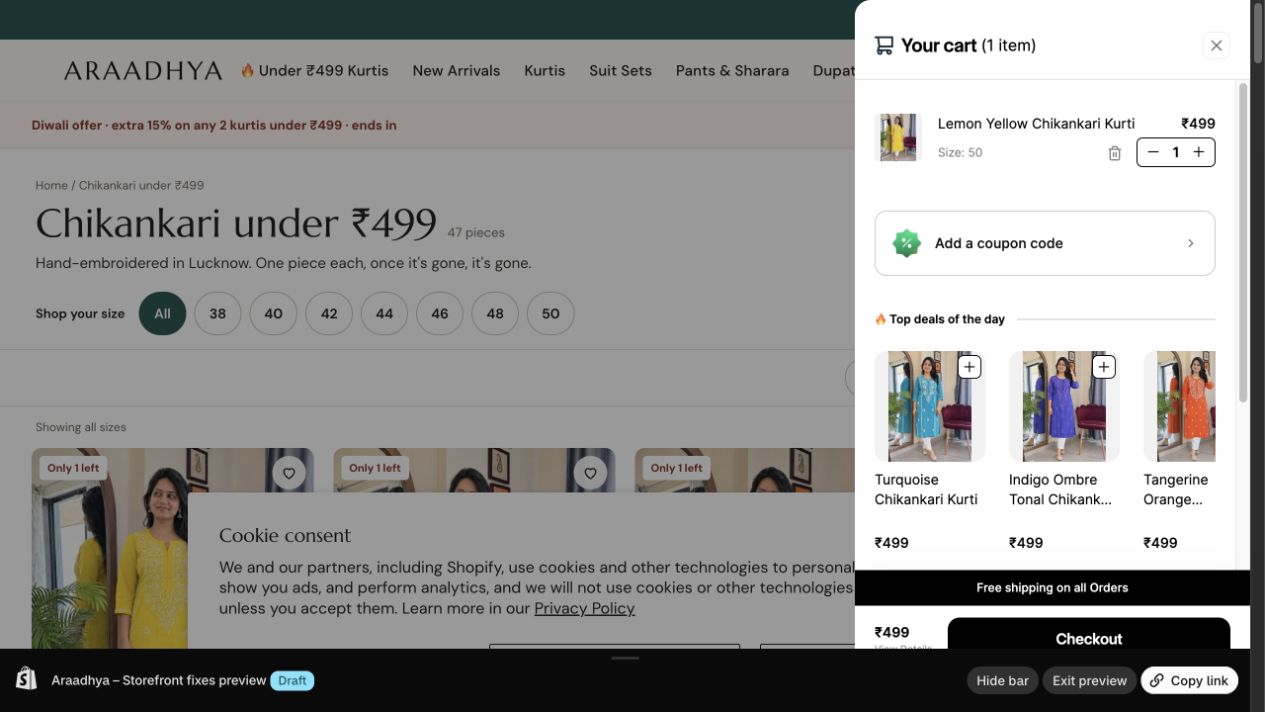 ARAADHYA
🔥 Under ₹499 Kurtis
New Arrivals
Kurtis
Suit Sets
Pants & Sharara
Dupat
Diwali offer · extra 15% on any 2 kurtis under ₹499 · ends in
Home / Chikankari under ₹499
Chikankari under ₹499
47 pieces
Hand-embroidered in Lucknow. One piece each, once it's gone, it's gone.
Shop your size
All
38
40
42
44
46
48
50
Showing all sizes
Only 1 left
Only 1 left
Only 1 left
Cookie consent
We and our partners, including Shopify, use cookies and other technologies to personal
show you ads, and perform analytics, and we will not use cookies or other technologies
unless you accept them. Learn more in our Privacy Policy
Your cart (1 item)
Lemon Yellow Chikankari Kurti
₹499
Size: 50
1
Add a coupon code
🔥 Top deals of the day
Turquoise
Chikankari Kurti
₹499
Indigo Ombre
Tonal Chikank...
₹499
Tangerine
Orange...
₹499
Free shipping on all Orders
₹499
View Details
Checkout
Araadhya – Storefront fixes preview
Draft
Hide bar
Exit preview
Copy link